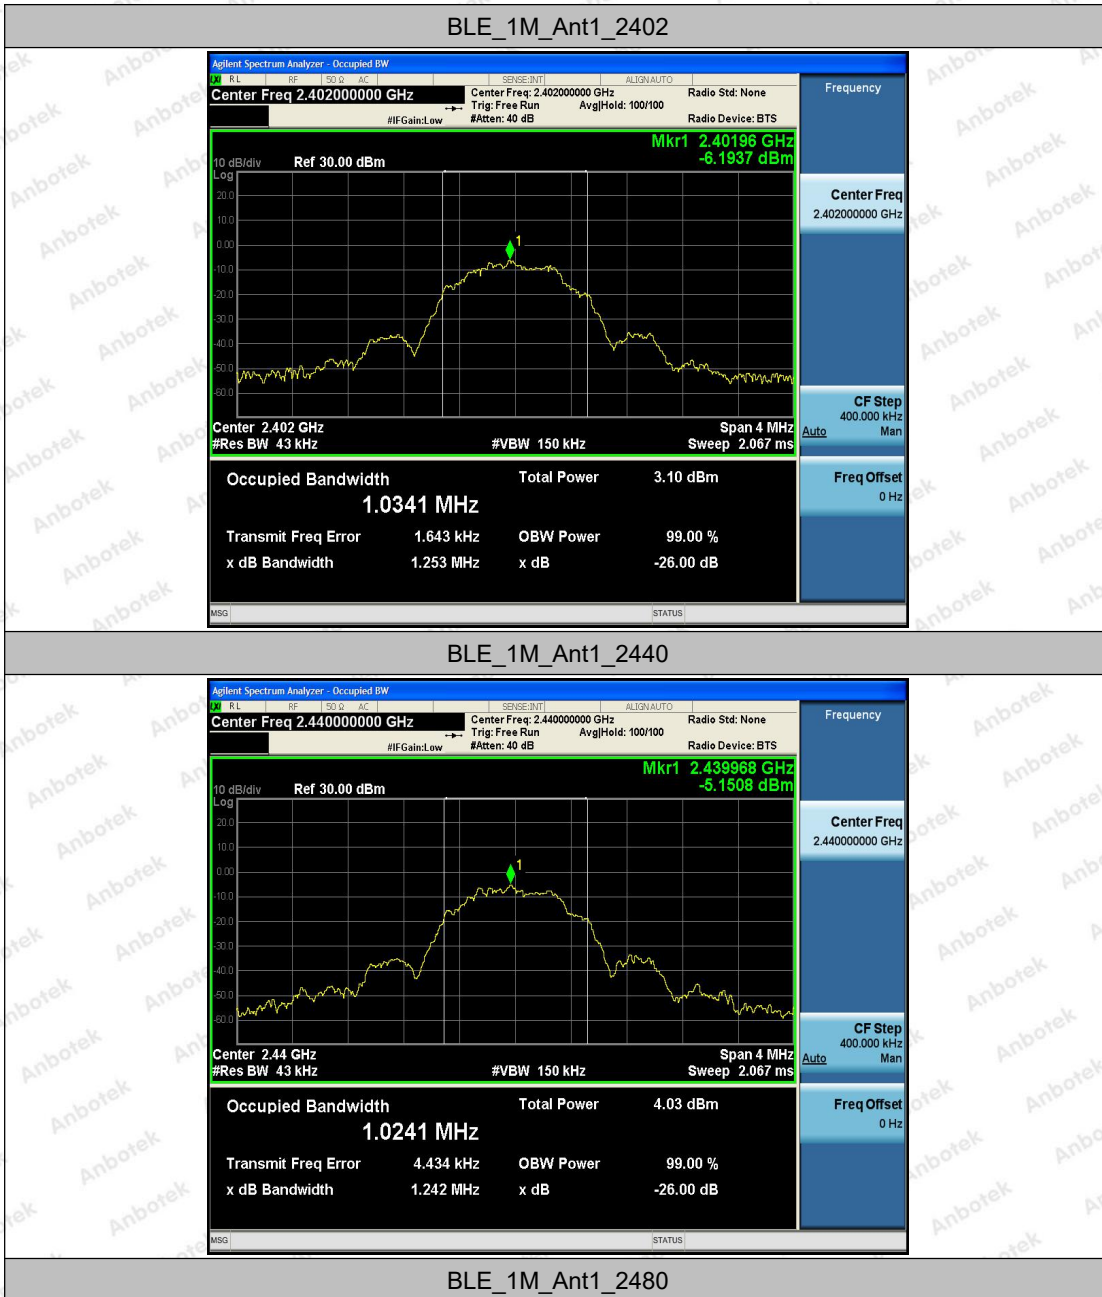 BLE_1M_Ant1_2402
Agilent Spectrum Analyzer - Occupied BW
LXI RL RF 50 Ω AC SENSE:INT ALIGNAUTO
Center Freq 2.402000000 GHz
Center Freq: 2.402000000 GHz Radio Std: None
Trig: Free Run Avg|Hold: 100/100
#IFGain:Low #Atten: 40 dB Radio Device: BTS
Mkr1 2.40196 GHz
-6.1937 dBm
10 dB/div Ref 30.00 dBm
Log
20.0
10.0
0.00
-10.0
-20.0
-30.0
-40.0
-50.0
-60.0
1
Center 2.402 GHz Span 4 MHz
#Res BW 43 kHz #VBW 150 kHz Sweep 2.067 ms
Occupied Bandwidth Total Power 3.10 dBm
1.0341 MHz
Transmit Freq Error 1.643 kHz OBW Power 99.00 %
x dB Bandwidth 1.253 MHz x dB -26.00 dB
MSG STATUS
Frequency
Center Freq
2.402000000 GHz
CF Step
400.000 kHz
Auto Man
Freq Offset
0 Hz
BLE_1M_Ant1_2440
Agilent Spectrum Analyzer - Occupied BW
LXI RL RF 50 Ω AC SENSE:INT ALIGNAUTO
Center Freq 2.440000000 GHz
Center Freq: 2.440000000 GHz Radio Std: None
Trig: Free Run Avg|Hold: 100/100
#IFGain:Low #Atten: 40 dB Radio Device: BTS
Mkr1 2.439968 GHz
-5.1508 dBm
10 dB/div Ref 30.00 dBm
Log
20.0
10.0
0.00
-10.0
-20.0
-30.0
-40.0
-50.0
-60.0
1
Center 2.44 GHz Span 4 MHz
#Res BW 43 kHz #VBW 150 kHz Sweep 2.067 ms
Occupied Bandwidth Total Power 4.03 dBm
1.0241 MHz
Transmit Freq Error 4.434 kHz OBW Power 99.00 %
x dB Bandwidth 1.242 MHz x dB -26.00 dB
MSG STATUS
Frequency
Center Freq
2.440000000 GHz
CF Step
400.000 kHz
Auto Man
Freq Offset
0 Hz
BLE_1M_Ant1_2480
Anbotek